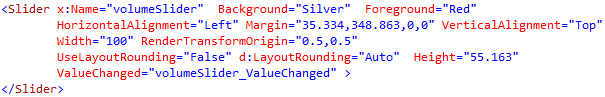 <Slider x:Name="volumeSlider"  Background="Silver"  Foreground="Red"
HorizontalAlignment="Left" Margin="35.334,348.863,0,0" VerticalAlignment="Top"
Width="100" RenderTransformOrigin="0.5,0.5"
UseLayoutRounding="False" d:LayoutRounding="Auto"  Height="55.163"
ValueChanged="volumeSlider_ValueChanged" >
</Slider>